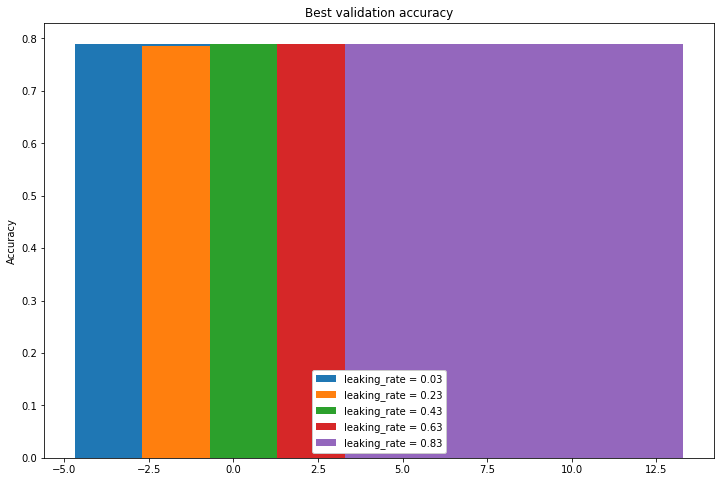 Best validation accuracy
Accuracy
0.8
0.7
0.6
0.5
0.4
0.3
0.2
0.1
0.0
leaking_rate = 0.03
leaking_rate = 0.23
leaking_rate = 0.43
leaking_rate = 0.63
leaking_rate = 0.83
−5.0 −2.5 0.0 2.5 5.0 7.5 10.0 12.5